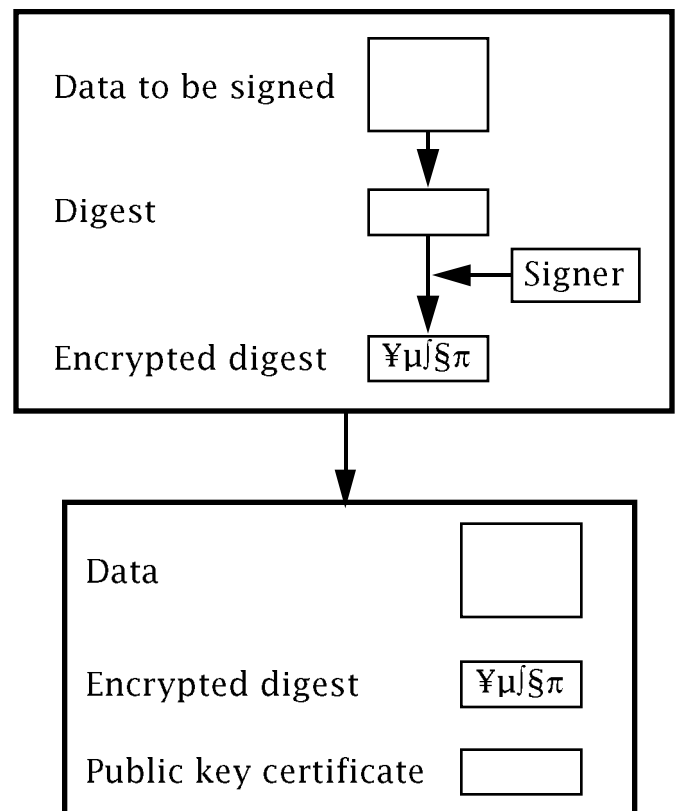 Data to be signed
Digest
Signer
Encrypted digest ¥µ∫§π
Data
Encrypted digest ¥µ∫§π
Public key certificate